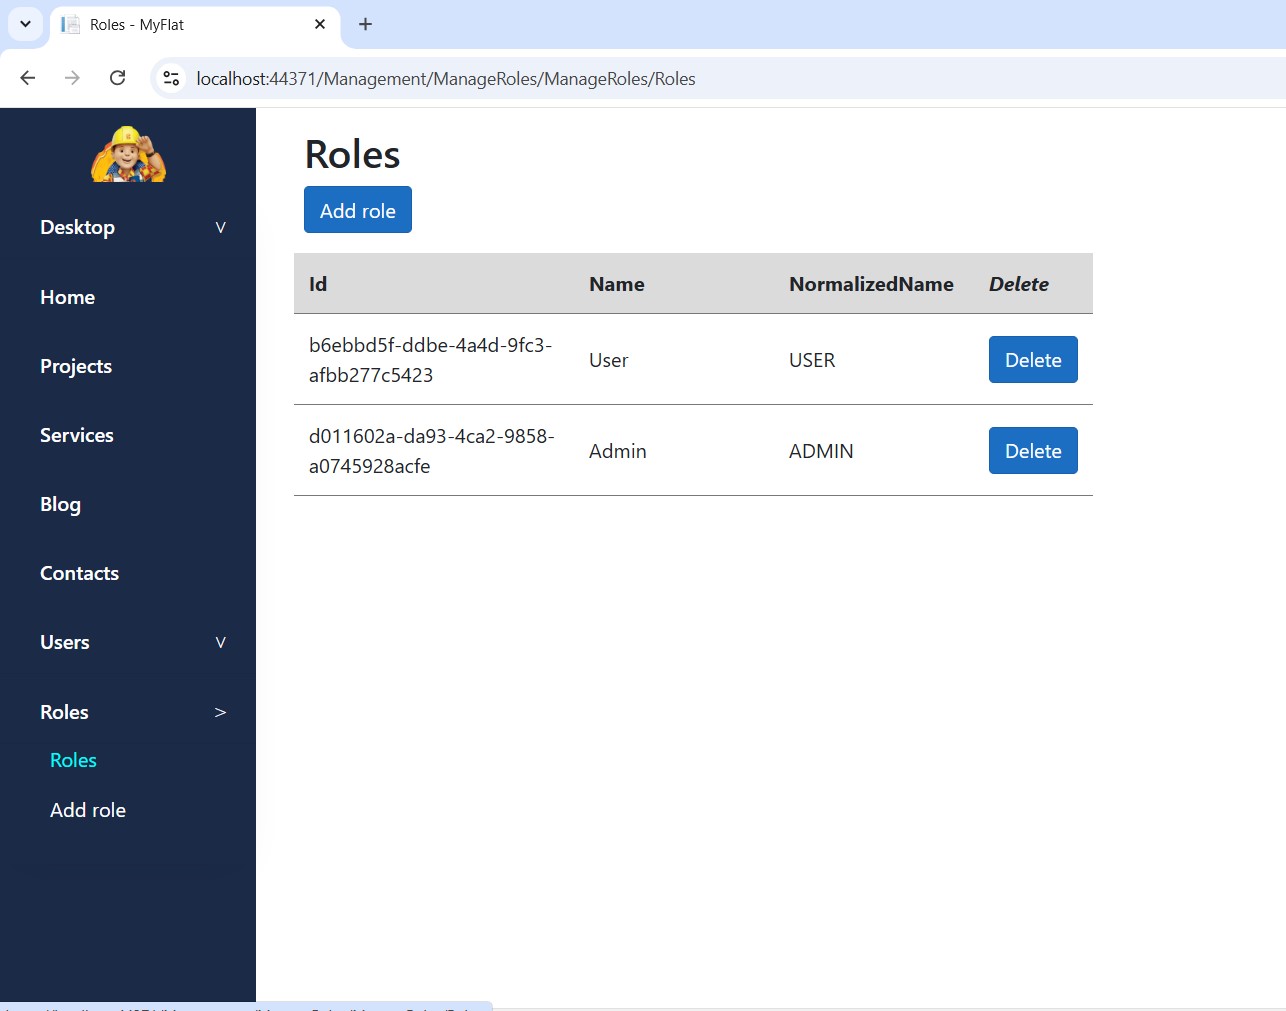 Roles - MyFlat
localhost:44371/Management/ManageRoles/ManageRoles/Roles
Desktop V
Home
Projects
Services
Blog
Contacts
Users V
Roles >
Roles
Add role
Roles
Add role
Id Name NormalizedName Delete
b6ebbd5f-ddbe-4a4d-9fc3-
afbb277c5423 User USER Delete
d011602a-da93-4ca2-9858-
a0745928acfe Admin ADMIN Delete